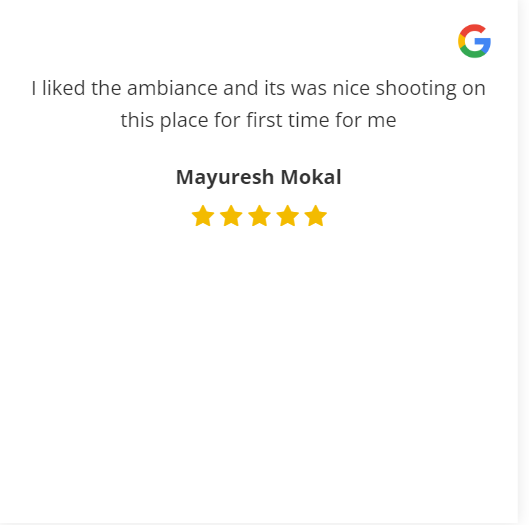 I liked the ambiance and its was nice shooting on
this place for first time for me
Mayuresh Mokal